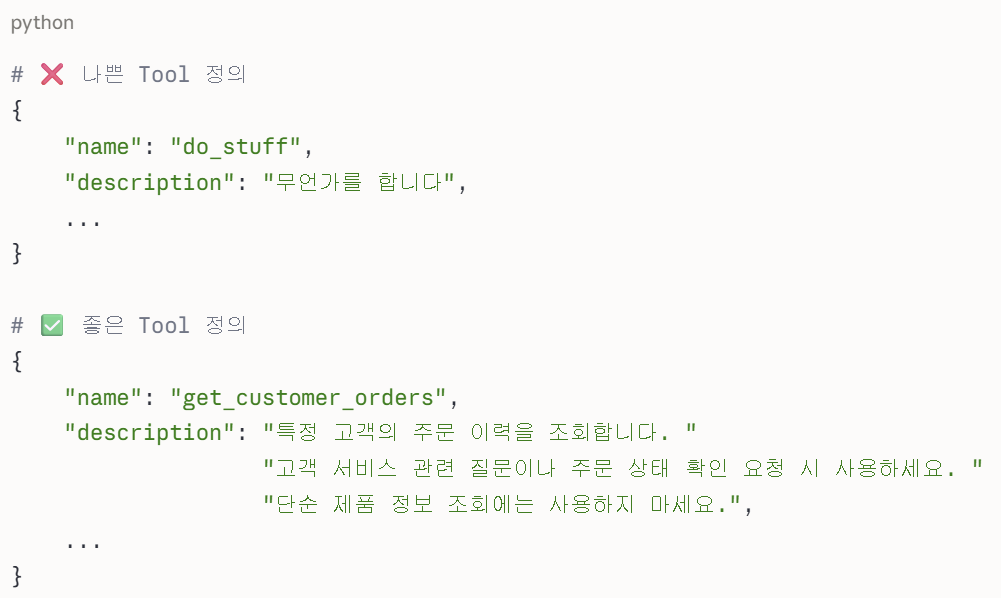 python
# ❌ 나쁜 Tool 정의
{
    "name": "do_stuff",
    "description": "무언가를 합니다",
    ...
}

# ✅ 좋은 Tool 정의
{
    "name": "get_customer_orders",
    "description": "특정 고객의 주문 이력을 조회합니다. "
                   "고객 서비스 관련 질문이나 주문 상태 확인 요청 시 사용하세요. "
                   "단순 제품 정보 조회에는 사용하지 마세요.",
    ...
}